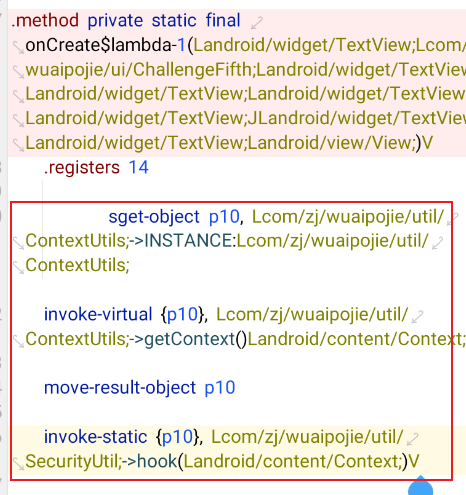 .method private static final
onCreate$lambda-1(Landroid/widget/TextView;Lcom/
wuaipojie/ui/ChallengeFifth;Landroid/widget/TextView
Landroid/widget/TextView;Landroid/widget/TextView
Landroid/widget/TextView;JLandroid/widget/TextView
Landroid/widget/TextView;Landroid/view/View;)V
.registers 14
sget-object p10, Lcom/zj/wuaipojie/util/
ContextUtils;->INSTANCE:Lcom/zj/wuaipojie/util/
ContextUtils;
invoke-virtual {p10}, Lcom/zj/wuaipojie/util/
ContextUtils;->getContext()Landroid/content/Context;
move-result-object p10
invoke-static {p10}, Lcom/zj/wuaipojie/util/
SecurityUtil;->hook(Landroid/content/Context;)V